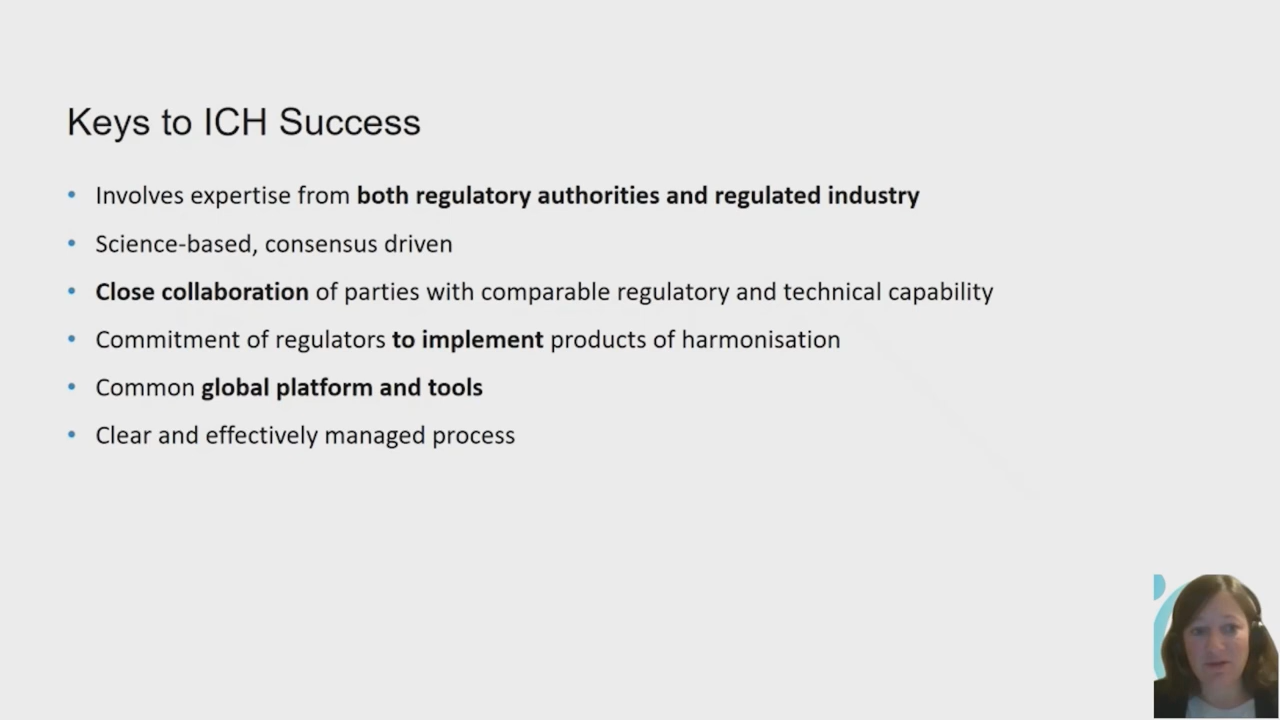 Keys to ICH Success
• Involves expertise from both regulatory authorities and regulated industry
• Science-based, consensus driven
• Close collaboration of parties with comparable regulatory and technical capability
• Commitment of regulators to implement products of harmonisation
• Common global platform and tools
• Clear and effectively managed process